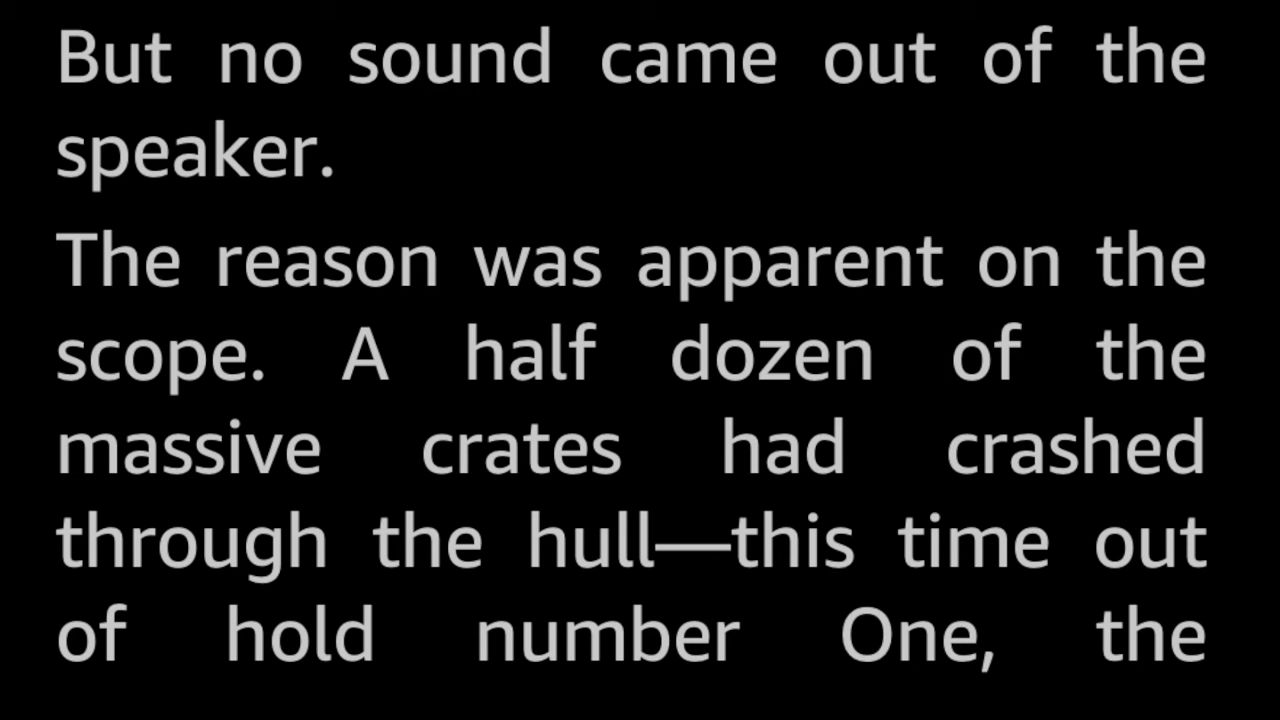 But no sound came out of the
speaker.
The reason was apparent on the
scope. A half dozen of the
massive crates had crashed
through the hull—this time out
of hold number One, the